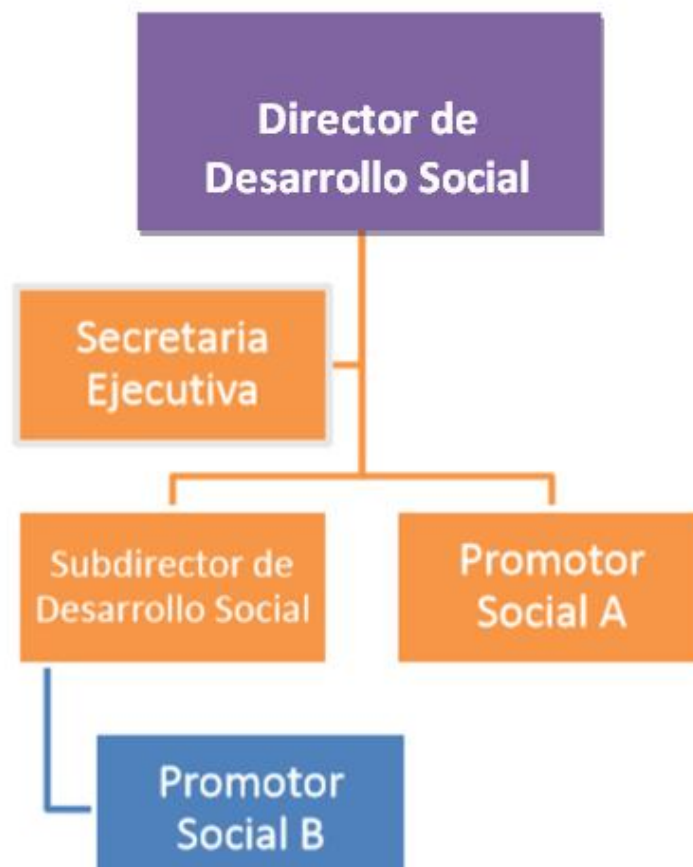 Director de
Desarrollo Social
Secretaria
Ejecutiva
Subdirector de
Desarrollo Social
Promotor
Social A
Promotor
Social B